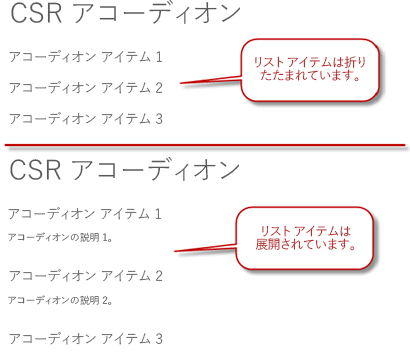 CSR アコーディオン
アコーディオン アイテム 1
リスト アイテムは折り
たたまれています。
アコーディオン アイテム 2
アコーディオン アイテム 3
CSR アコーディオン
アコーディオン アイテム 1
アコーディオンの説明 1。
リスト アイテムは
展開されています。
アコーディオン アイテム 2
アコーディオンの説明 2。
アコーディオン アイテム 3